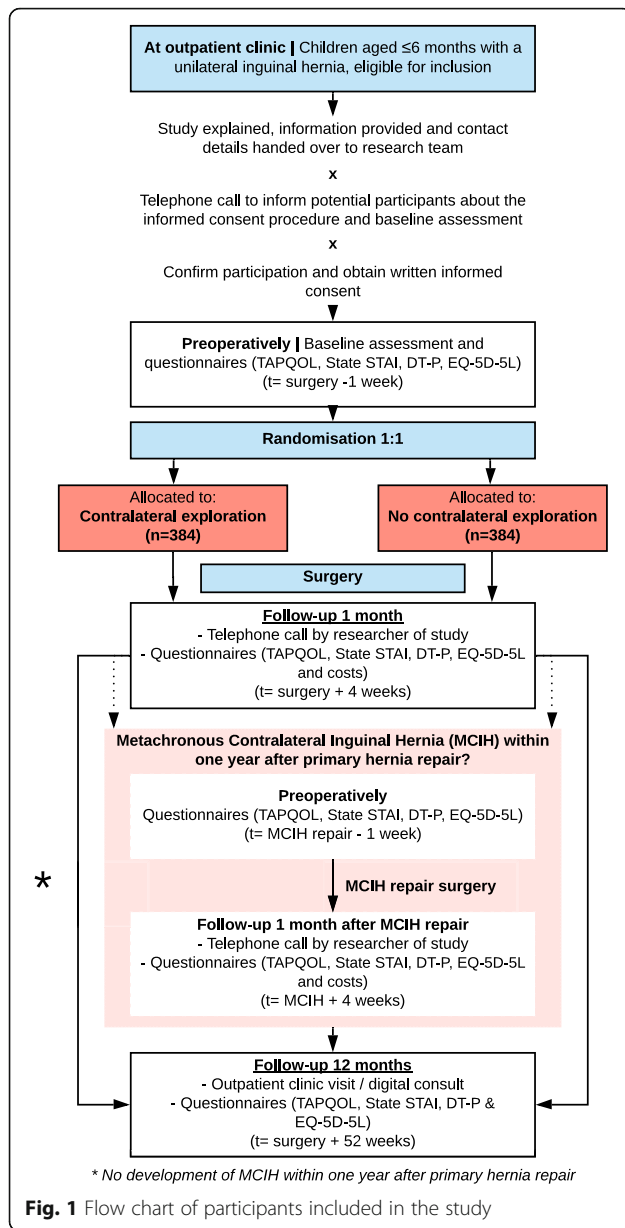 At outpatient clinic | Children aged ≤6 months with a
unilateral inguinal hernia, eligible for inclusion
Study explained, information provided and contact
details handed over to research team
x
Telephone call to inform potential participants about the
informed consent procedure and baseline assessment
x
Confirm participation and obtain written informed
consent
Preoperatively | Baseline assessment and
questionnaires (TAPQOL, State STAI, DT-P, EQ-5D-5L)
(t= surgery -1 week)
Randomisation 1:1
Allocated to:
Contralateral exploration
(n=384)
Allocated to:
No contralateral exploration
(n=384)
Surgery
Follow-up 1 month
- Telephone call by researcher of study
- Questionnaires (TAPQOL, State STAI, DT-P, EQ-5D-5L
and costs)
(t= surgery + 4 weeks)
Metachronous Contralateral Inguinal Hernia (MCIH) within
one year after primary hernia repair?
Preoperatively
Questionnaires (TAPQOL, State STAI, DT-P, EQ-5D-5L)
(t= MCIH repair - 1 week)
*
MCIH repair surgery
Follow-up 1 month after MCIH repair
- Telephone call by researcher of study
- Questionnaires (TAPQOL, State STAI, DT-P, EQ-5D-5L
and costs)
(t= MCIH + 4 weeks)
Follow-up 12 months
- Outpatient clinic visit / digital consult
- Questionnaires (TAPQOL, State STAI, DT-P &
EQ-5D-5L)
(t= surgery + 52 weeks)
* No development of MCIH within one year after primary hernia repair
Fig. 1 Flow chart of participants included in the study